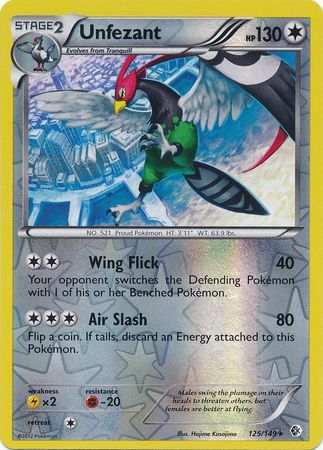 STAGE2
Unfezant
HP130
Evolves from Tranquill
NO. 521 Proud Pokémon HT: 3'11" WT: 63.9 lbs.
Wing Flick 40
Your opponent switches the Defending Pokémon
with 1 of his or her Benched Pokémon.
Air Slash 80
Flip a coin. If tails, discard an Energy attached to this
Pokémon.
weakness resistance
×2 -20
retreat
Males swing the plumage on their
heads to threaten others, but
females are better at flying.
©2012 Pokémon
Illus. Hajime Kusajima
125/149★